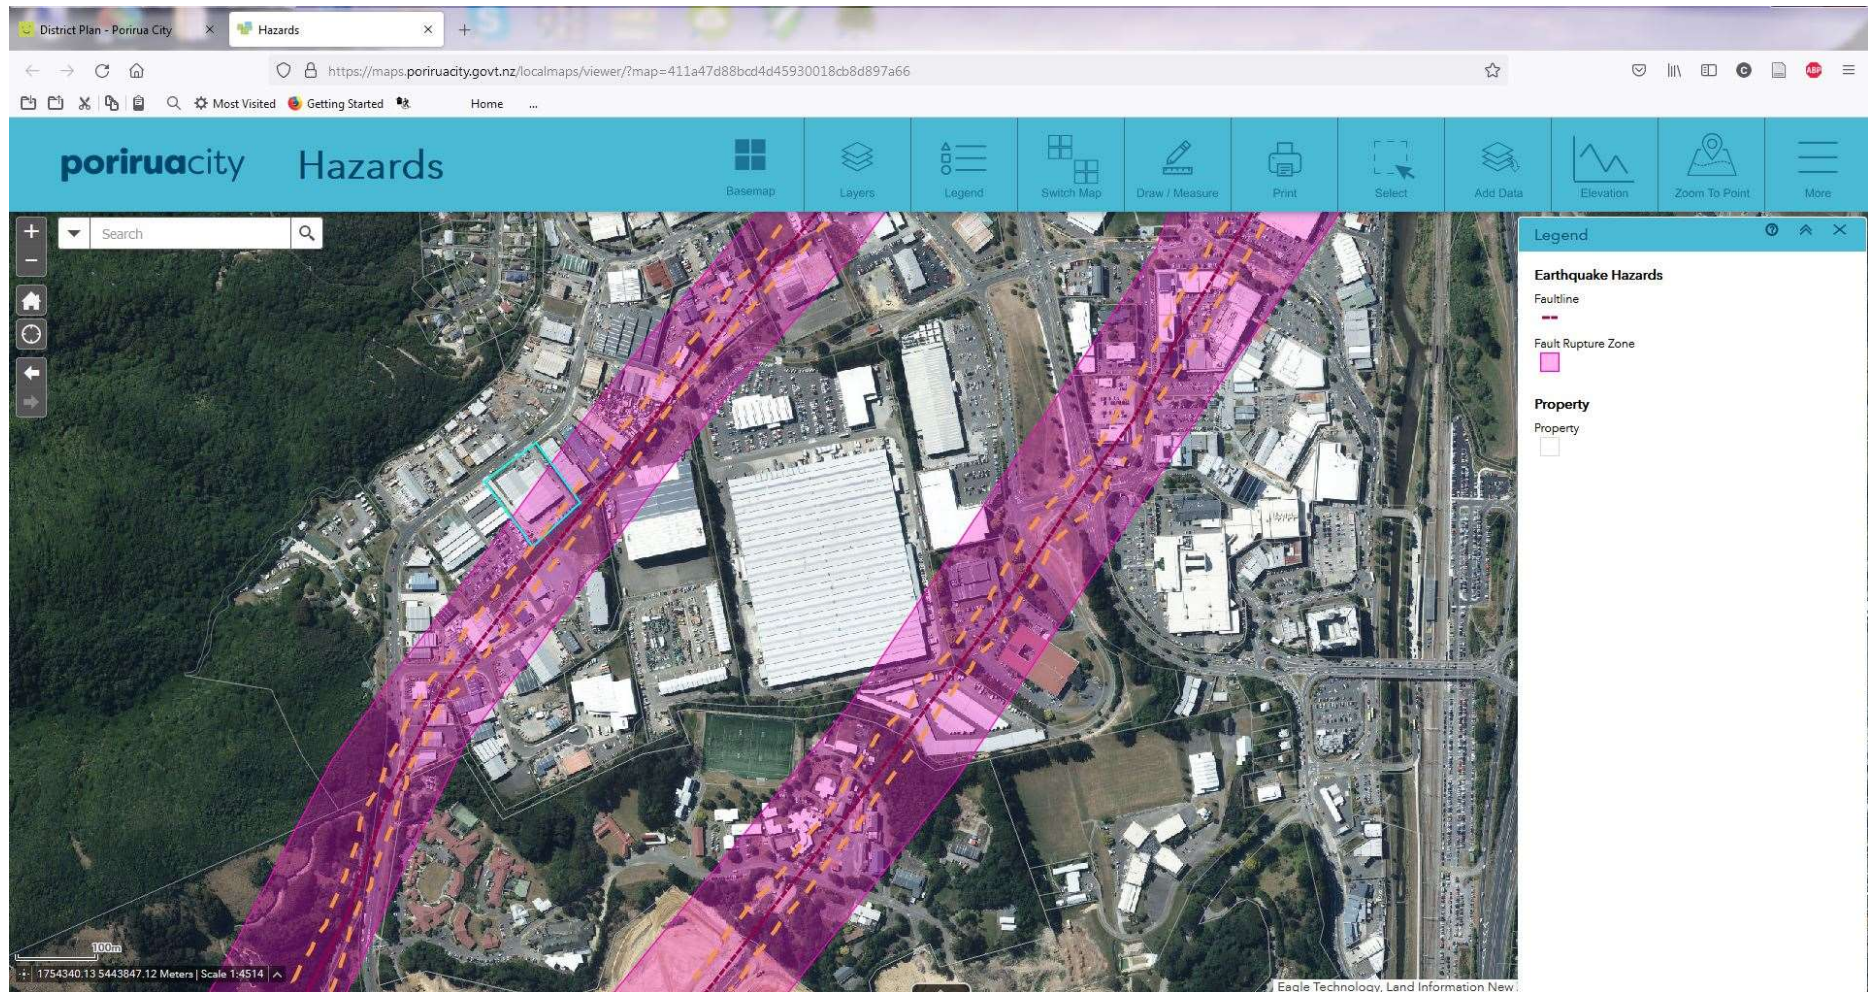 District Plan - Porirua City
Hazards
https://maps.poriruacity.govt.nz/localmaps/viewer/?map=411a47d88bcd4d45930018cb8d897a66
ABP
Most Visited
Getting Started
Home
...
poriruacity
Hazards
Basemap
Layers
Legend
Switch Map
Draw / Measure
Print
Select
Add Data
Elevation
Zoom To Point
More
Search
Legend
Earthquake Hazards
Faultline
Fault Rupture Zone
Property
Property
100m
1754340.13 5443847.12 Meters | Scale 1:4514
Eagle Technology, Land Information New